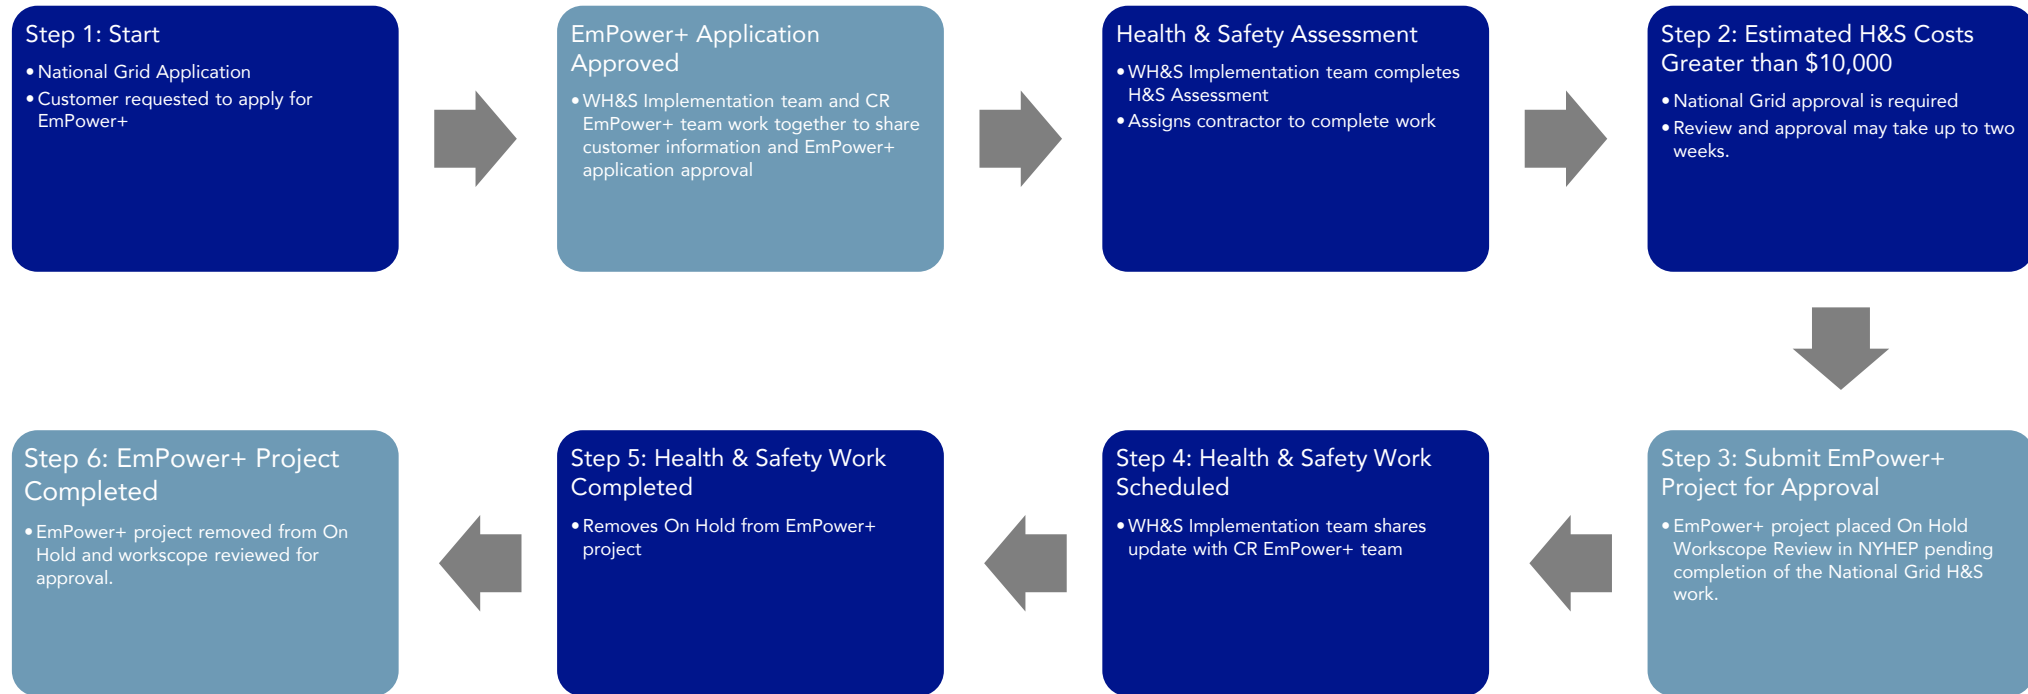 Step 1: Start
• National Grid Application
• Customer requested to apply for
EmPower+
EmPower+ Application
Approved
• WH&S Implementation team and CR
EmPower+ team work together to share
customer information and EmPower+
application approval
Health & Safety Assessment
• WH&S Implementation team completes
H&S Assessment
• Assigns contractor to complete work
Step 2: Estimated H&S Costs
Greater than $10,000
• National Grid approval is required
• Review and approval may take up to two
weeks.
Step 3: Submit EmPower+
Project for Approval
• EmPower+ project placed On Hold
Workscope Review in NYHEP pending
completion of the National Grid H&S
work.
Step 4: Health & Safety Work
Scheduled
• WH&S Implementation team shares
update with CR EmPower+ team
Step 5: Health & Safety Work
Completed
• Removes On Hold from EmPower+
project
Step 6: EmPower+ Project
Completed
• EmPower+ project removed from On
Hold and workscope reviewed for
approval.